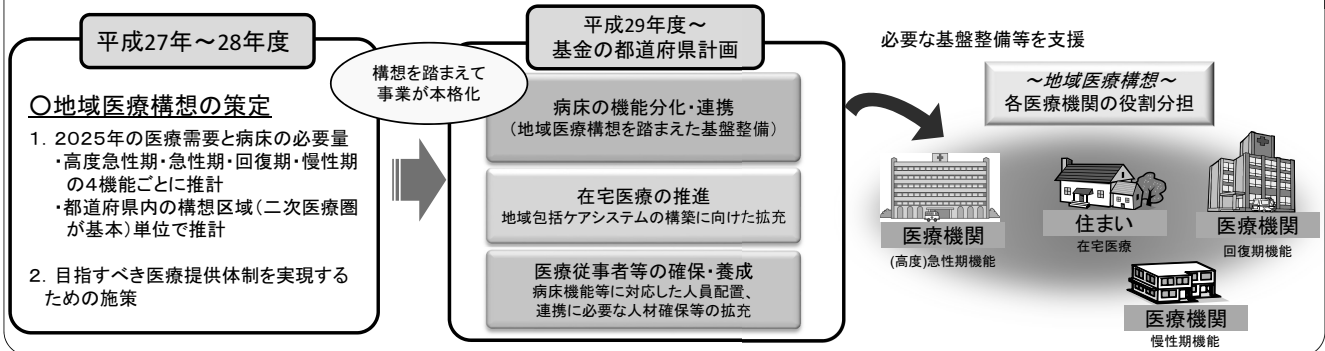 平成27年～28年度
〇地域医療構想の策定
1. 2025年の医療需要と病床の必要量
・高度急性期・急性期・回復期・慢性期
の4機能ごとに推計
・都道府県内の構想区域(二次医療圏
が基本)単位で推計
2. 目指すべき医療提供体制を実現する
ための施策
構想を踏まえて
事業が本格化
平成29年度～
基金の都道府県計画
病床の機能分化・連携
(地域医療構想を踏まえた基盤整備)
在宅医療の推進
地域包括ケアシステムの構築に向けた拡充
医療従事者等の確保・養成
病床機能等に対応した人員配置、
連携に必要な人材確保等の拡充
必要な基盤整備等を支援
～地域医療構想～
各医療機関の役割分担
医療機関
(高度)急性期機能
住まい
在宅医療
医療機関
回復期機能
医療機関
慢性期機能